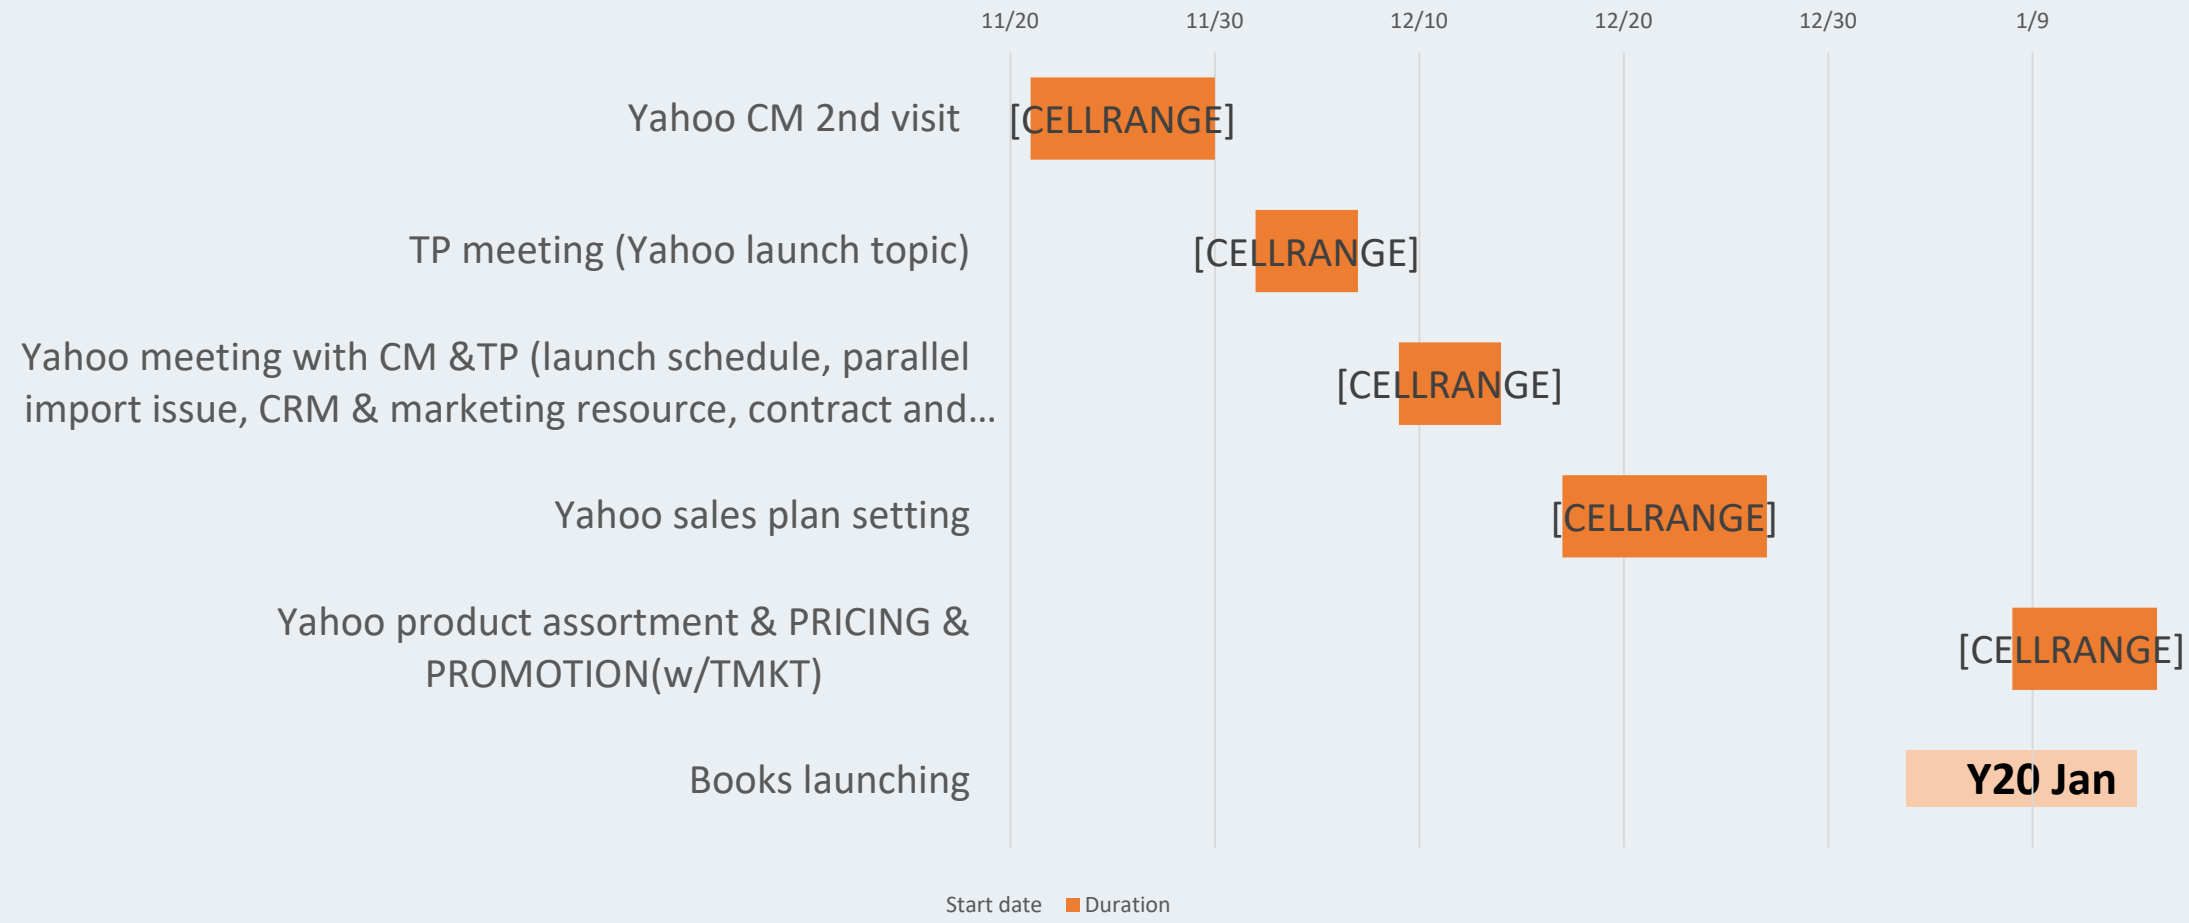 11/20 11/30 12/10 12/20 12/30 1/9
Yahoo CM 2nd visit [CELLRANGE]
TP meeting (Yahoo launch topic) [CELLRANGE]
Yahoo meeting with CM &TP (launch schedule, parallel
import issue, CRM & marketing resource, contract and…
[CELLRANGE]
Yahoo sales plan setting [CELLRANGE]
Yahoo product assortment & PRICING &
PROMOTION(w/TMKT)
[CELLRANGE]
Books launching Y20 Jan
Start date Duration